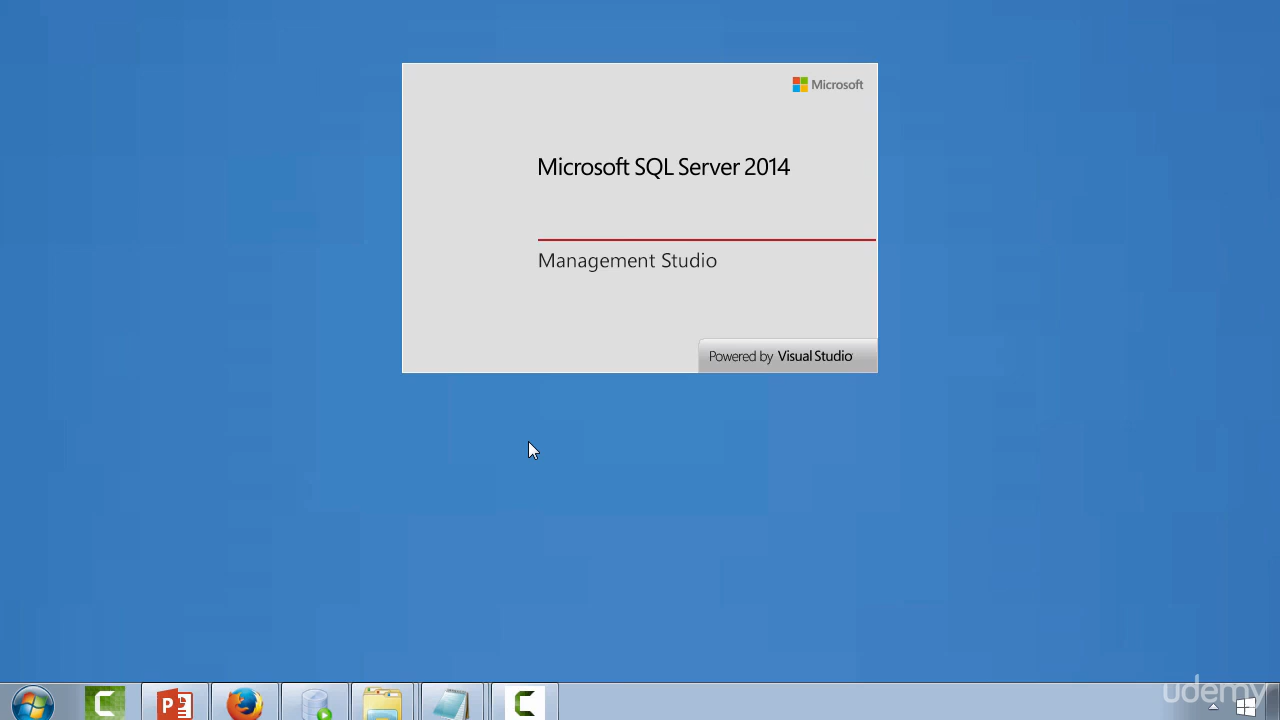 Microsoft
Microsoft SQL Server 2014
Management Studio
Powered by Visual Studio
udemy